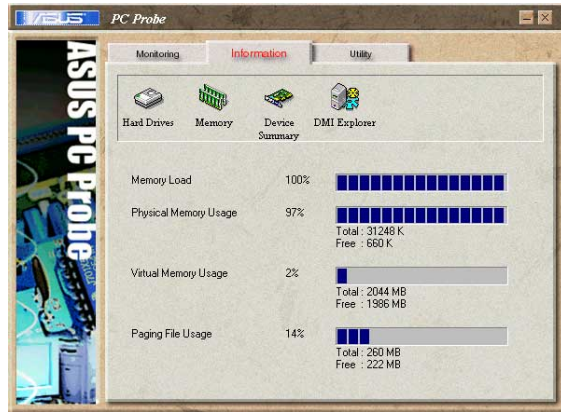 /ISUS PC Probe
ASUS PC Probe
Monitoring Information Utility
Hard Drives Memory Device Summary DMI Explorer
Memory Load 100%
Physical Memory Usage 97%
Total : 31248 K
Free : 660 K
Virtual Memory Usage 2%
Total : 2044 MB
Free : 1986 MB
Paging File Usage 14%
Total : 260 MB
Free : 222 MB